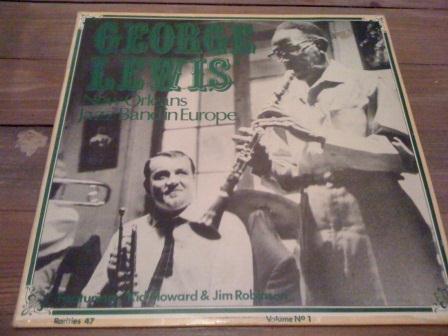 GEORGE
LEWIS
New Orleans
Jazz Band in Europe
Featuring Kid Howard & Jim Robinson
Rarities 47
Volume Nº 1